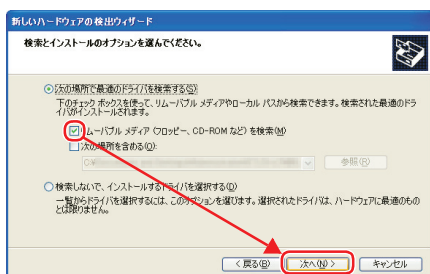 新しいハードウェアの検出ウィザード
検索とインストールのオプションを選んでください。
次の場所で最適のドライバを検索する(S)
下のチェック ボックスを使って、リムーバブル メディアやローカル パスから検索できます。検索された最適のドラ
イバがインストールされます。
リムーバブル メディア (フロッピー、CD-ROM など) を検索(M)
次の場所を含める(O):
参照(R)
検索しないで、インストールするドライバを選択する(D)
一覧からドライバを選択するには、このオプションを選びます。選択されたドライバは、ハードウェアに最適のもの
とは限りません。
< 戻る(B) 次へ(N) > キャンセル